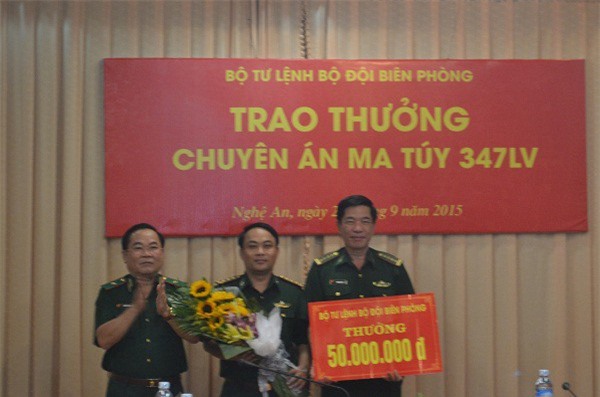 BỘ TƯ LỆNH BỘ ĐỘI BIÊN PHÒNG
TRAO THƯỞNG
CHUYÊN ÁN MA TÚY 347LV
Nghệ An, ngày 9 năm 2015
BỘ TƯ LỆNH BỘ ĐỘI BIÊN PHÒNG
THƯỞNG
50.000.000 đ